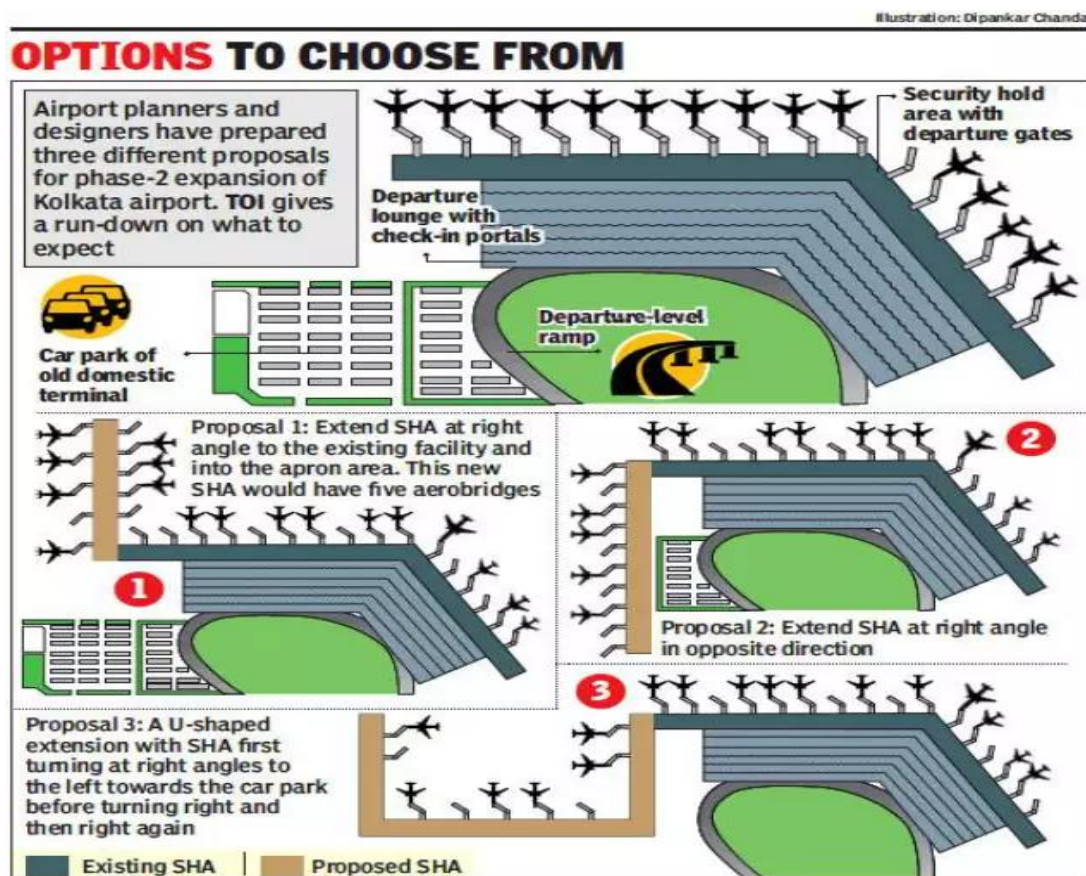 Illustration: Dipankar Chanda
OPTIONS TO CHOOSE FROM
Airport planners and
designers have prepared
three different proposals
for phase-2 expansion of
Kolkata airport. TOI gives
a run-down on what to
expect
Security hold
area with
departure gates
Departure
lounge with
check-in portals
Departure-level
ramp
Car park of
old domestic
terminal
Proposal 1: Extend SHA at right
angle to the existing facility and
into the apron area. This new
SHA would have five aerobridges
1
2
Proposal 2: Extend SHA at right angle
in opposite direction
3
Proposal 3: A U-shaped
extension with SHA first
turning at right angles to
the left towards the car park
before turning right and
then right again
Existing SHA
Proposed SHA